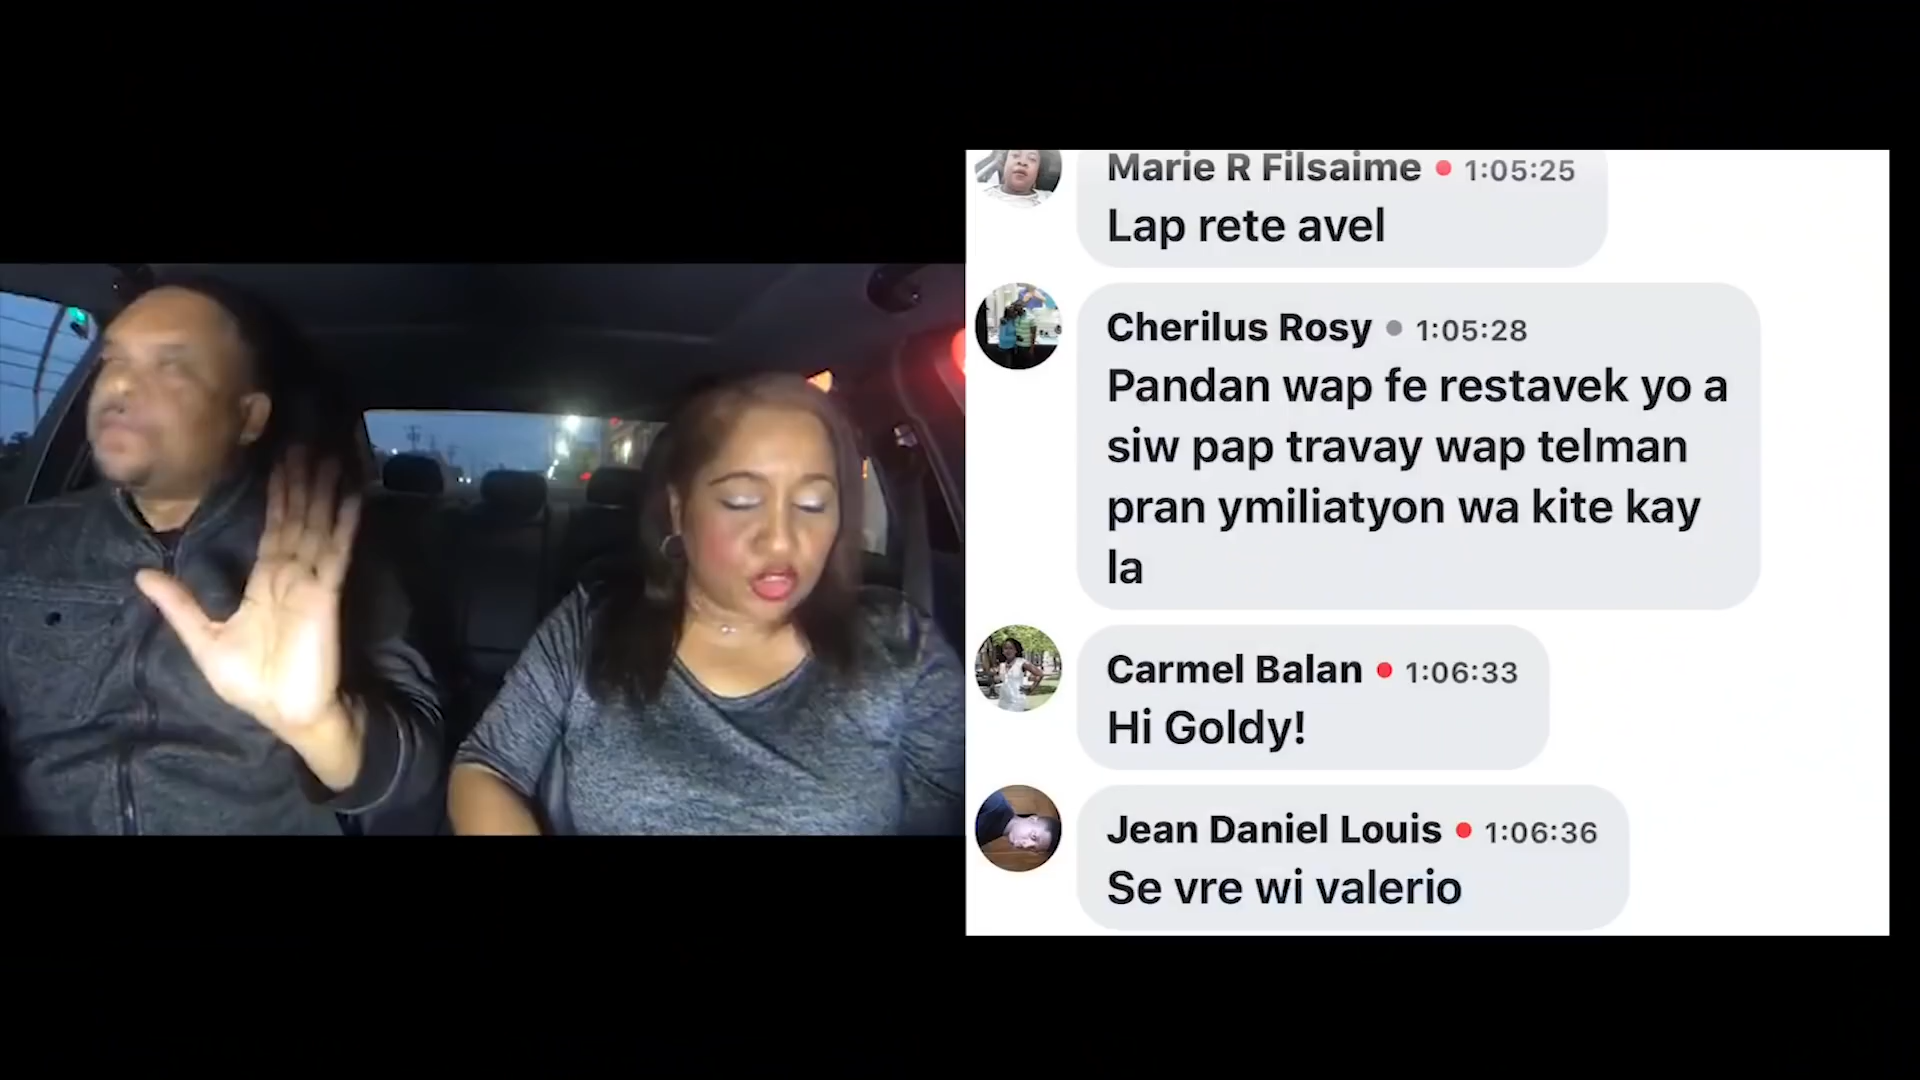 Marie R Filsaime • 1:05:25
Lap rete avel
Cherilus Rosy • 1:05:28
Pandan wap fe restavek yo a
siw pap travay wap telman
pran ymiliatyon wa kite kay
la
Carmel Balan • 1:06:33
Hi Goldy!
Jean Daniel Louis • 1:06:36
Se vre wi valerio